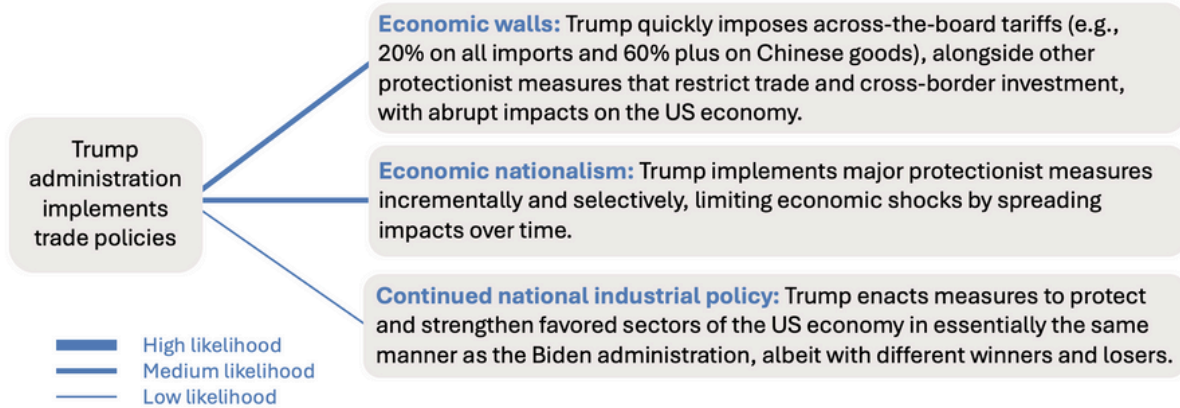 Economic walls: Trump quickly imposes across-the-board tariffs (e.g.,
20% on all imports and 60% plus on Chinese goods), alongside other
protectionist measures that restrict trade and cross-border investment,
with abrupt impacts on the US economy.
Trump
administration
implements
trade policies
Economic nationalism: Trump implements major protectionist measures
incrementally and selectively, limiting economic shocks by spreading
impacts over time.
Continued national industrial policy: Trump enacts measures to protect
and strengthen favored sectors of the US economy in essentially the same
manner as the Biden administration, albeit with different winners and losers.
High likelihood
Medium likelihood
Low likelihood